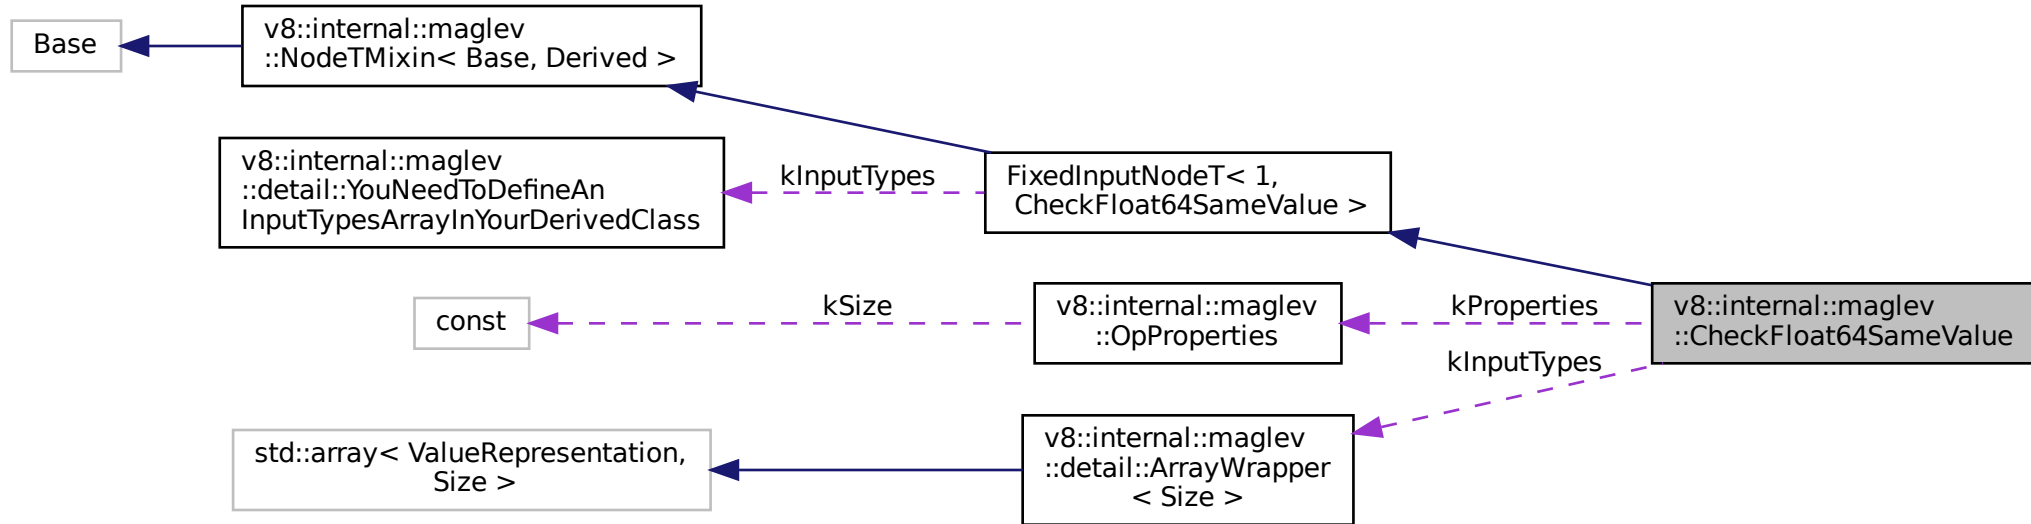 Base
v8::internal::maglev
::NodeTMixin< Base, Derived >
v8::internal::maglev
::detail::YouNeedToDefineAn
InputTypesArrayInYourDerivedClass
kInputTypes
FixedInputNodeT< 1,
CheckFloat64SameValue >
const
kSize
v8::internal::maglev
::OpProperties
kProperties
v8::internal::maglev
::CheckFloat64SameValue
kInputTypes
std::array< ValueRepresentation,
Size >
v8::internal::maglev
::detail::ArrayWrapper
< Size >